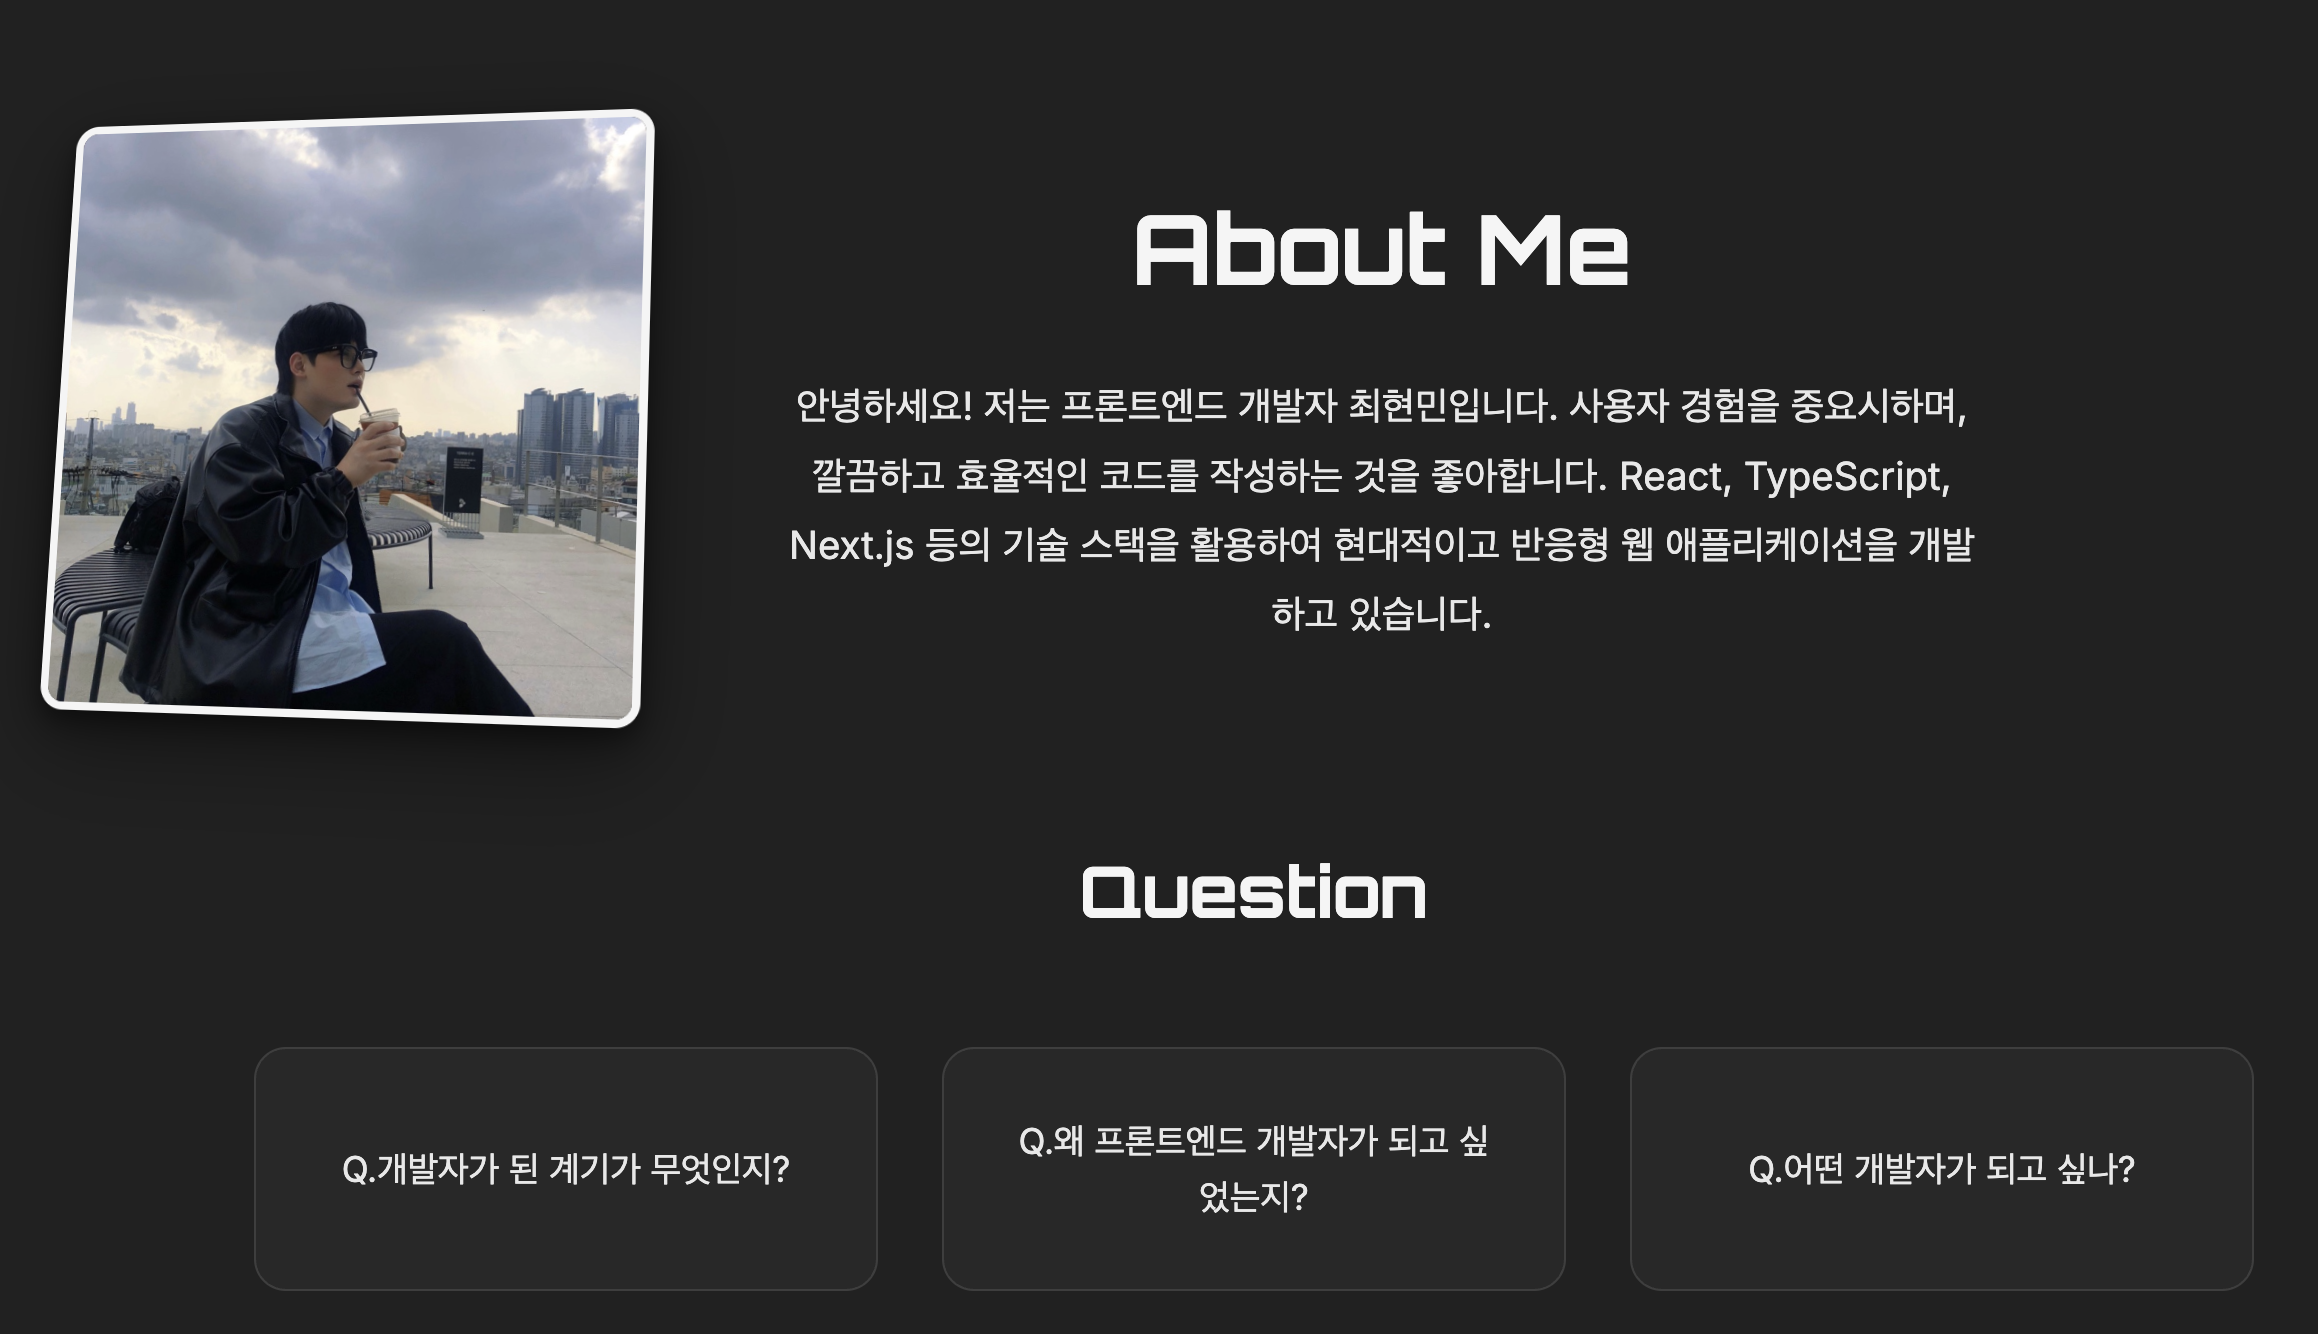 About Me
안녕하세요! 저는 프론트엔드 개발자 최현민입니다. 사용자 경험을 중요시하며,
깔끔하고 효율적인 코드를 작성하는 것을 좋아합니다. React, TypeScript,
Next.js 등의 기술 스택을 활용하여 현대적이고 반응형 웹 애플리케이션을 개발
하고 있습니다.
Question
Q.개발자가 된 계기가 무엇인지?
Q.왜 프론트엔드 개발자가 되고 싶
었는지?
Q.어떤 개발자가 되고 싶나?